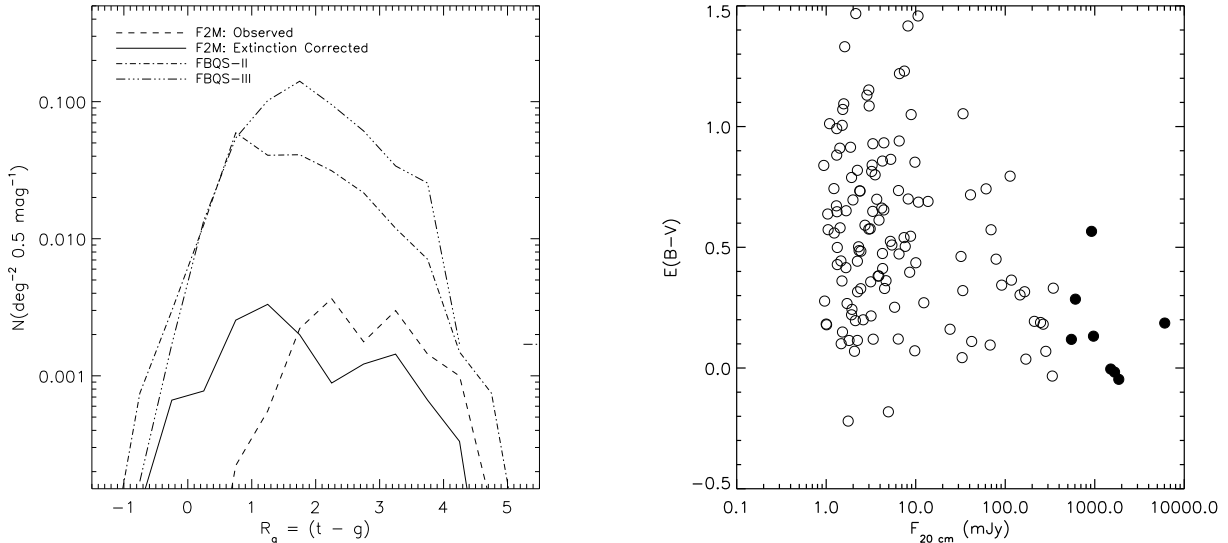 F2M: Observed
F2M: Extinction Corrected
FBQS-II
FBQS-III
0.100
0.010
0.001
N(deg⁻² 0.5 mag⁻¹)
-1 0 1 2 3 4 5
R_g = (t - g)
1.5
1.0
0.5
0.0
-0.5
E(B-V)
0.1 1.0 10.0 100.0 1000.0 10000.0
F_20 cm (mJy)